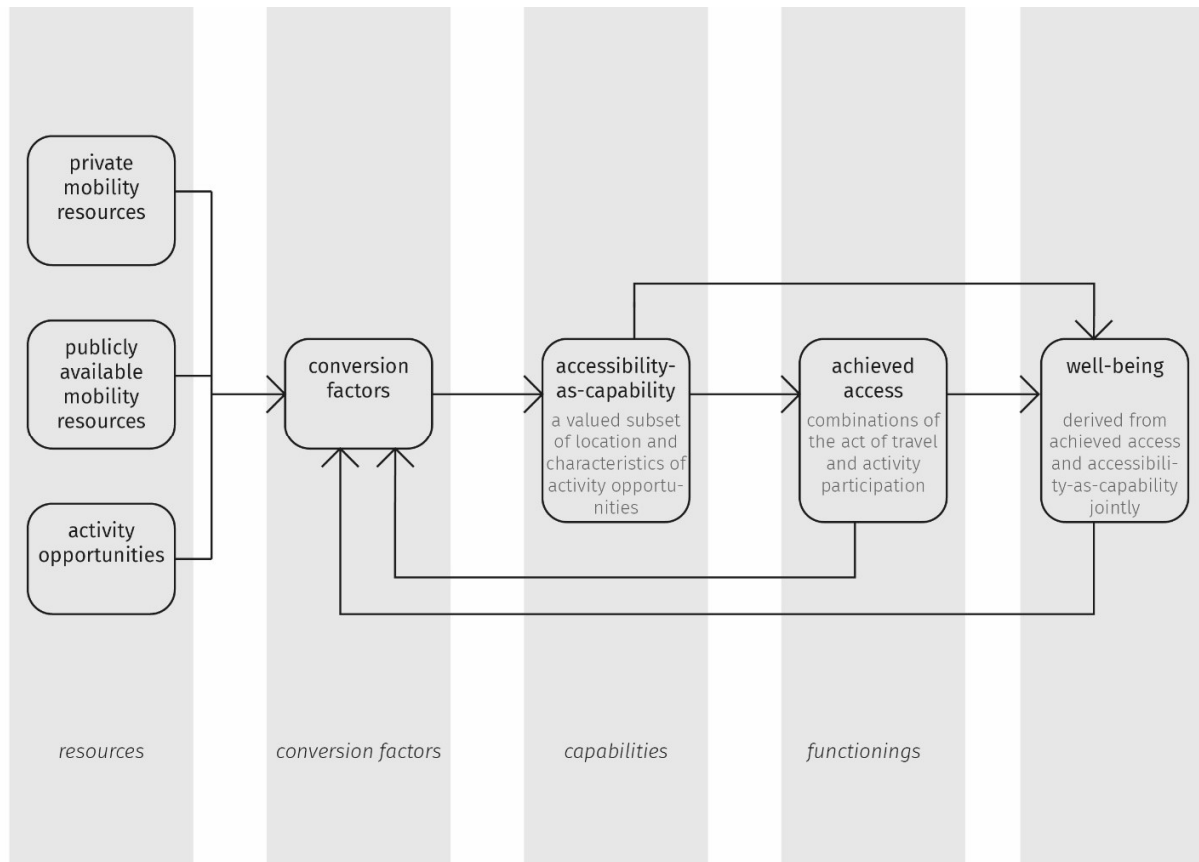 private
mobility
resources
publicly
available
mobility
resources
activity
opportunities
conversion
factors
accessibility-
as-capability
a valued subset
of location and
characteristics of
activity opportu-
nities
achieved
access
combinations of
the act of travel
and activity
participation
well-being
derived from
achieved access
and accessibili-
ty-as-capability
jointly
resources
conversion factors
capabilities
functionings